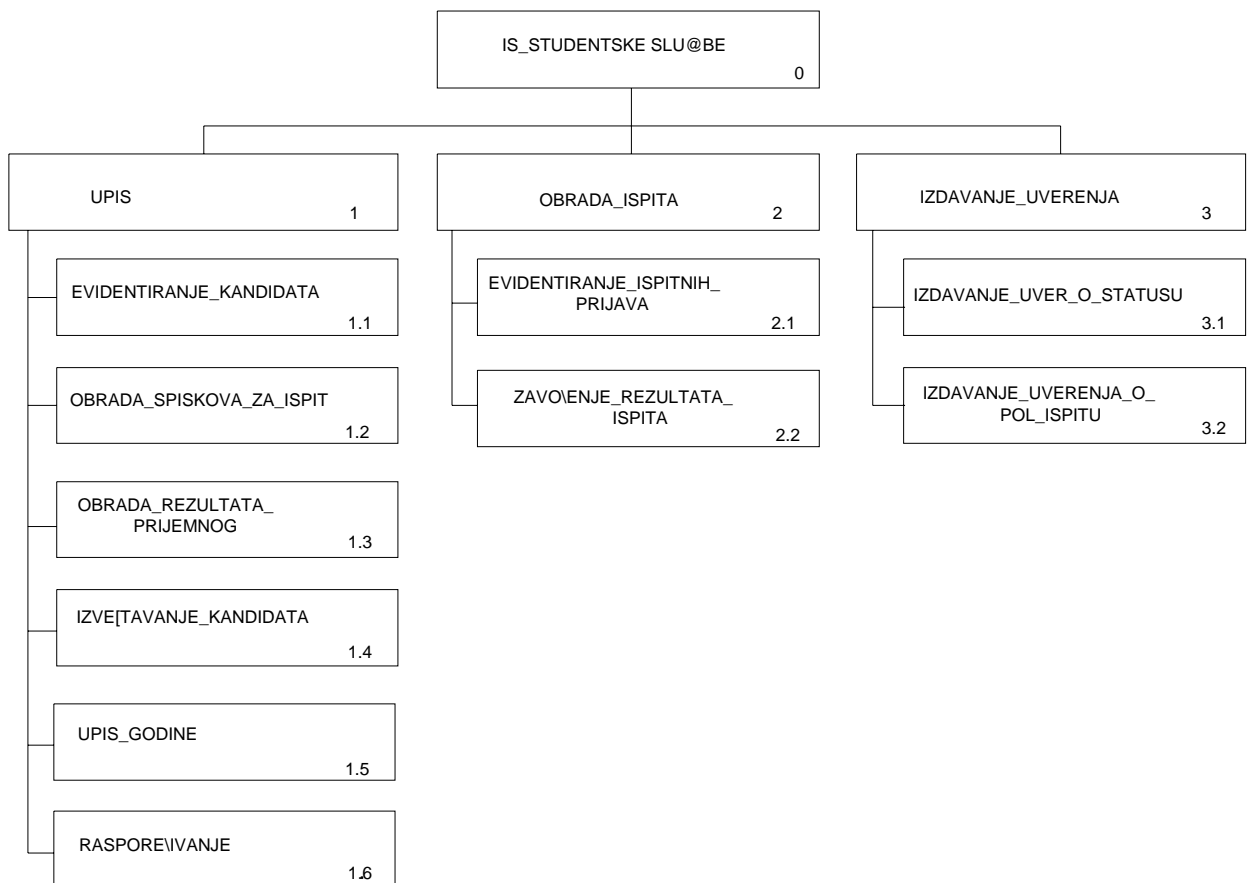 IS_STUDENTSKE SLU@BE
0
UPIS
1
EVIDENTIRANJE_KANDIDATA
1.1
OBRADA_SPISKOVA_ZA_ISPIT
1.2
OBRADA_REZULTATA_
PRIJEMNOG
1.3
IZVE[TAVANJE_KANDIDATA
1.4
UPIS_GODINE
1.5
RASPORE\IVANJE
1.6
OBRADA_ISPITA
2
EVIDENTIRANJE_ISPITNIH_
PRIJAVA
2.1
ZAVO\ENJE_REZULTATA_
ISPITA
2.2
IZDAVANJE_UVERENJA
3
IZDAVANJE_UVER_O_STATUSU
3.1
IZDAVANJE_UVERENJA_O_
POL_ISPITU
3.2